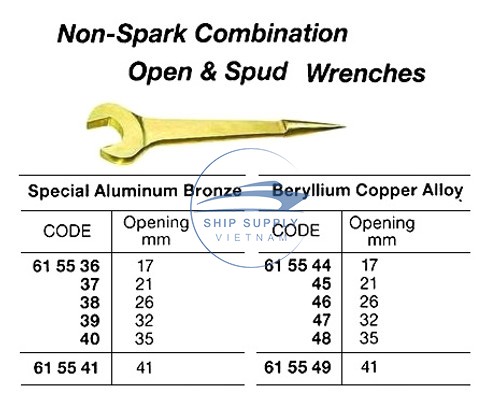 Non-Spark Combination
Open & Spud Wrenches
Special Aluminum Bronze Beryllium Copper Alloy
CODE Opening mm CODE Opening mm
SHIP SUPPLY
VIETNAM
61 55 36 17 61 55 44 17
37 21 45 21
38 26 46 26
39 32 47 32
40 35 48 35
61 55 41 41 61 55 49 41